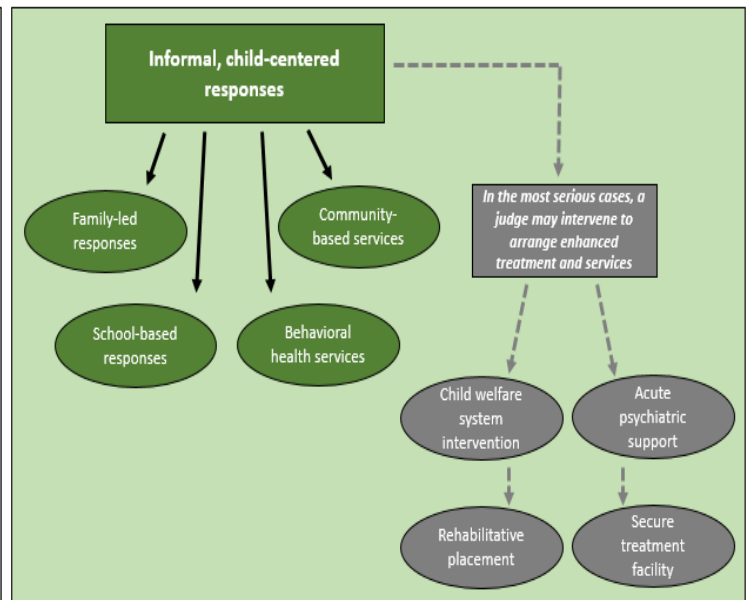 Informal, child-centered
responses
Family-led
responses
Community-
based services
School-based
responses
Behavioral
health services
In the most serious cases, a
judge may intervene to
arrange enhanced
treatment and services
Child welfare
system
intervention
Acute
psychiatric
support
Rehabilitative
placement
Secure
treatment
facility